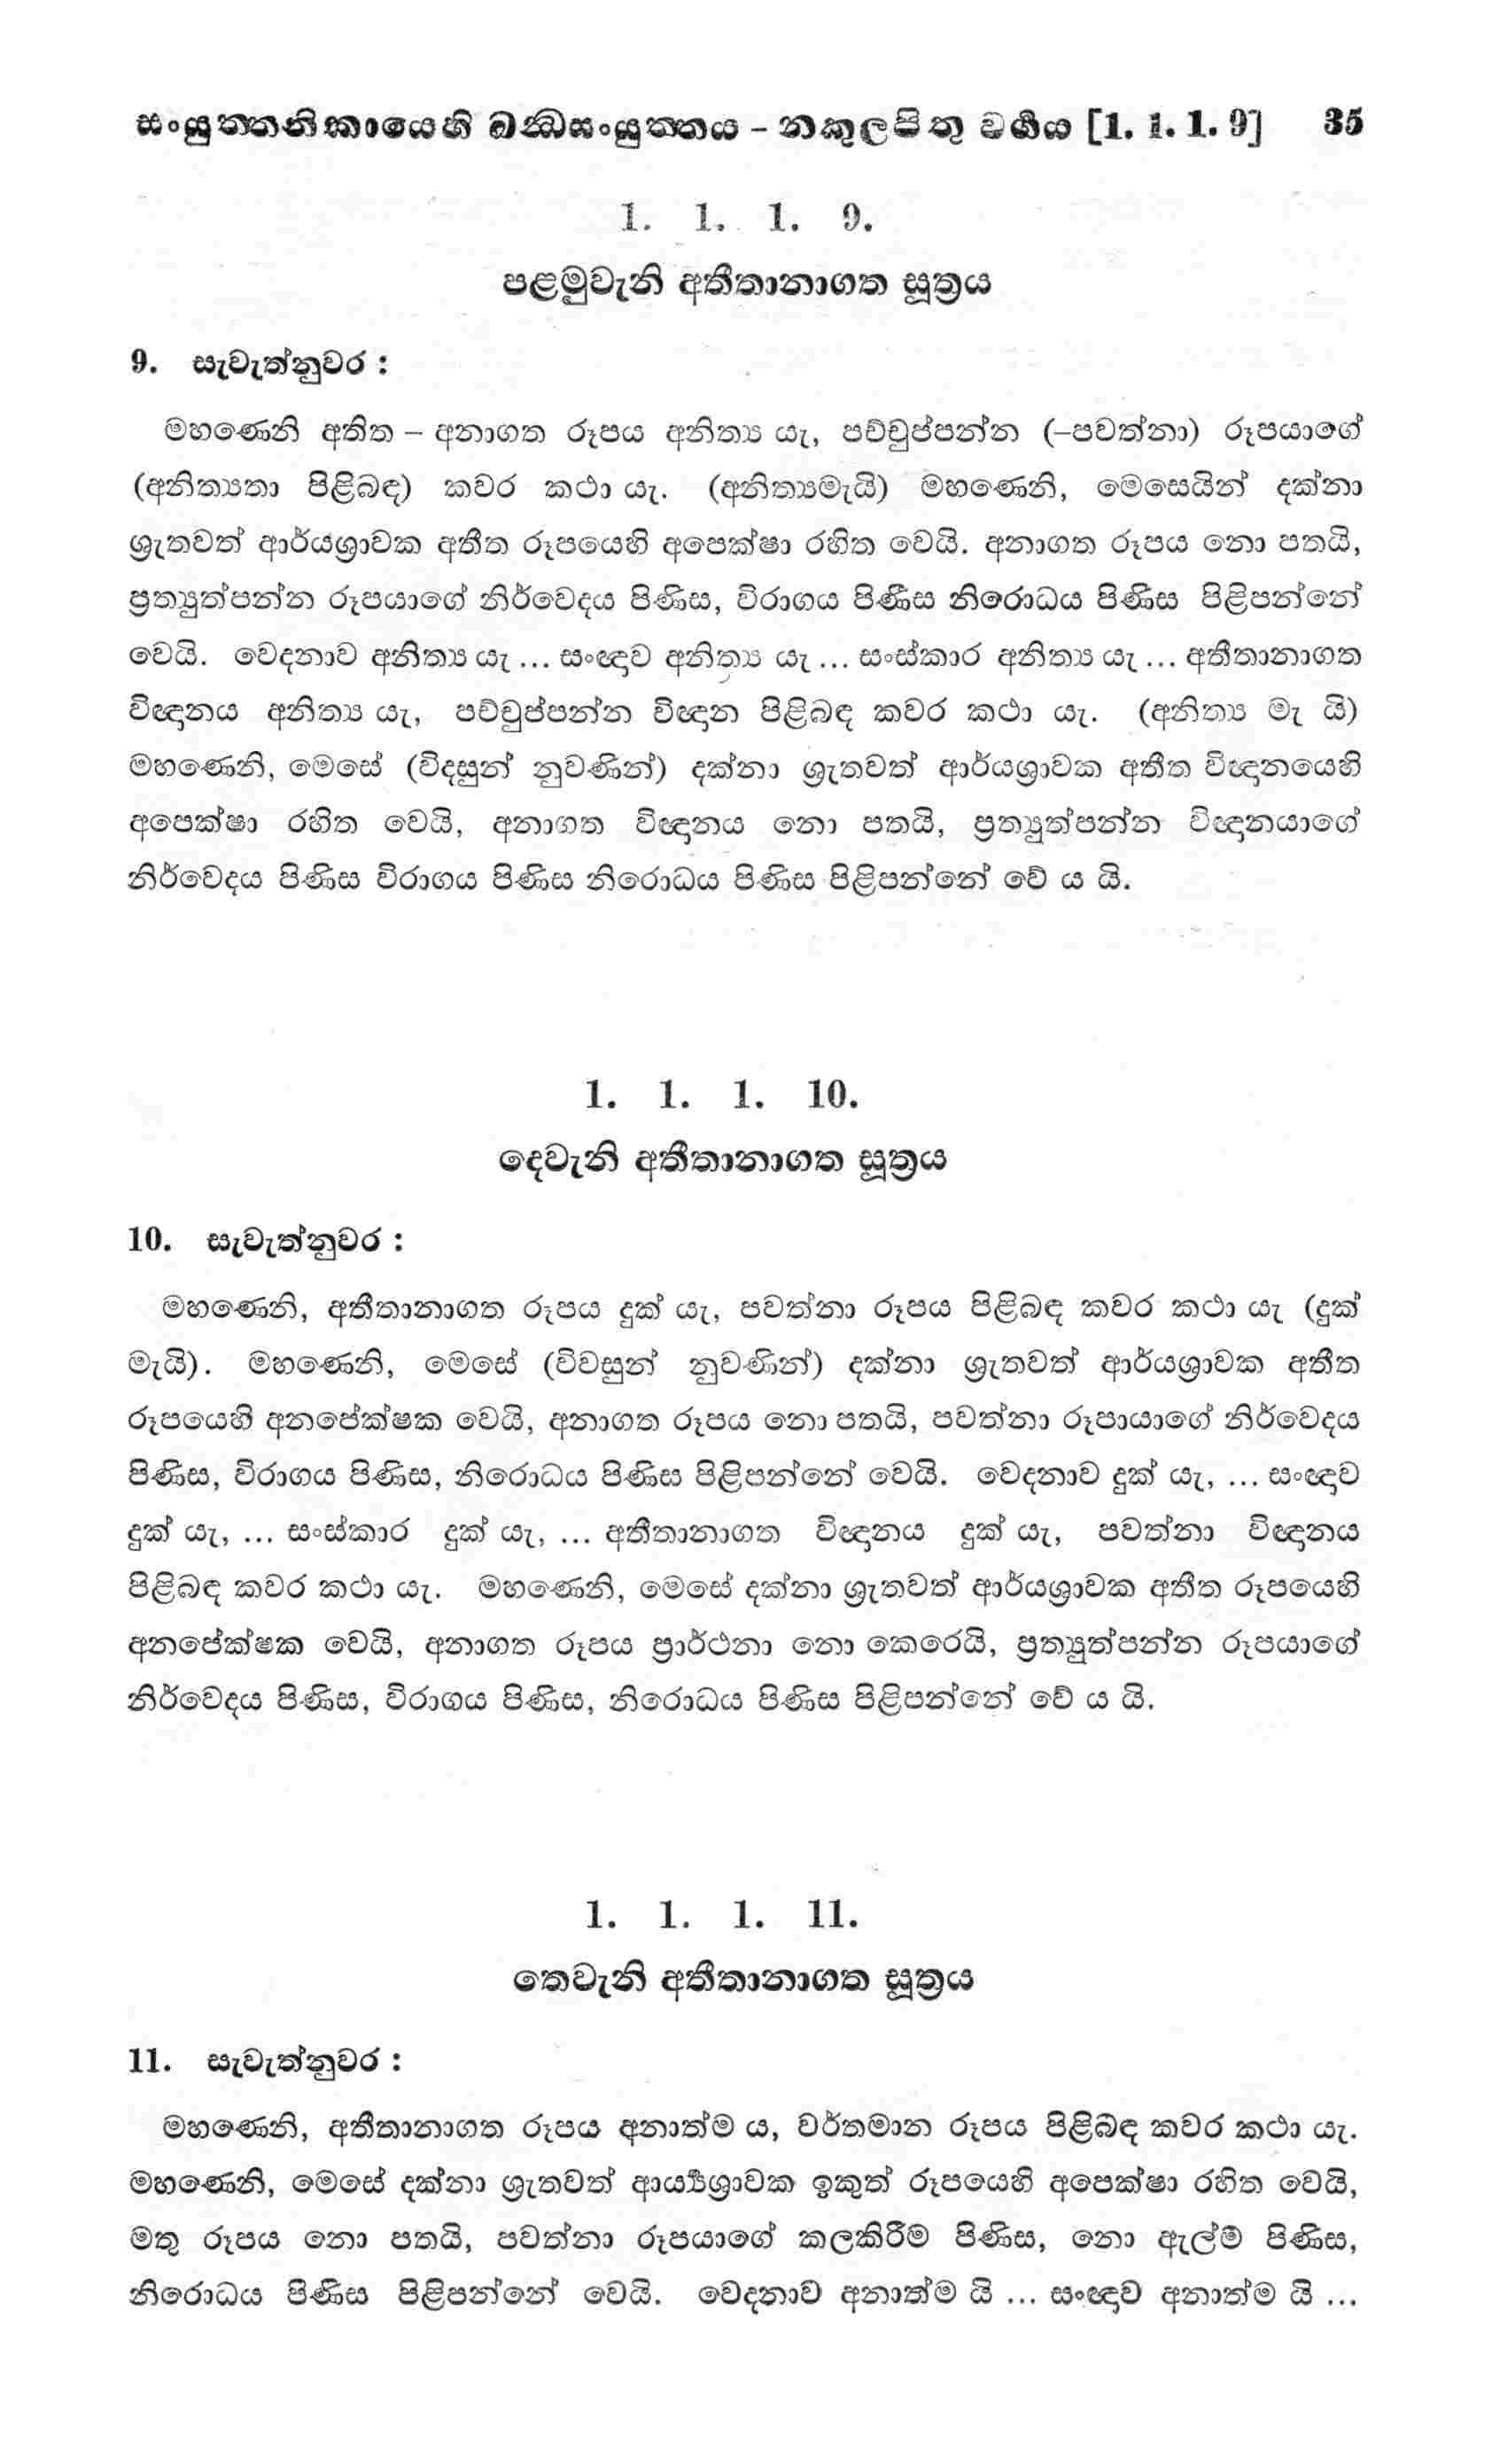 සංයුත්තනිකායෙහි ඛන්ධසංයුත්තය – නකුලපිතු වර්‍ගය [1. 1. 1. 9] 35
1. 1. 1. 9.
පළමුවැනි අතීතානාගත සූත්‍රය
9. සැවැත්නුවර :
මහණෙනි අතිත – අනාගත රූපය අනිත්‍ය යැ, පච්චුප්පන්න (–පවත්නා) රූපයාගේ
(අනිත්‍යතා පිළිබඳ) කවර කථා යැ. (අනිත්‍යමැයි) මහණෙනි, මෙසෙයින් දක්නා
ශ්‍රැතවත් ආර්යශ්‍රාවක අතීත රූපයෙහි අපෙක්ෂා රහිත වෙයි. අනාගත රූපය නො පතයි,
ප්‍රත්‍යුත්පන්න රූපයාගේ නිර්වෙදය පිණිස, විරාගය පිණිස නිරොධය පිණිස පිළිපන්නේ
වෙයි. වෙදනාව අනිත්‍ය යැ ... සංඥාව අනිත්‍ය යැ ... සංස්කාර අනිත්‍ය යැ ... අතීතානාගත
විඥානය අනිත්‍ය යැ, පච්චුප්පන්න විඥාන පිළිබඳ කවර කථා යැ. (අනිත්‍ය මැ යි)
මහණෙනි, මෙසේ (විදසුන් නුවණින්) දක්නා ශ්‍රැතවත් ආර්යශ්‍රාවක අතීත විඥානයෙහි
අපෙක්ෂා රහිත වෙයි, අනාගත විඥානය නො පතයි, ප්‍රත්‍යුත්පන්න විඥානයාගේ
නිර්වෙදය පිණිස විරාගය පිණිස නිරොධය පිණිස පිළිපන්නේ වේ ය යි.
1. 1. 1. 10.
දෙවැනි අතීතානාගත සූත්‍රය
10. සැවැත්නුවර :
මහණෙනි, අතීතානාගත රූපය දුක් යැ, පවත්නා රූපය පිළිබඳ කවර කථා යැ (දුක්
මැයි). මහණෙනි, මෙසේ (විවසුන් නුවණින්) දක්නා ශ්‍රැතවත් ආර්යශ්‍රාවක අතීත
රූපයෙහි අනපේක්ෂක වෙයි, අනාගත රූපය නො පතයි, පවත්නා රූපායාගේ නිර්වෙදය
පිණිස, විරාගය පිණිස, නිරොධය පිණිස පිළිපන්නේ වෙයි. වෙදනාව දුක් යැ, ... සංඥාව
දුක් යැ, ... සංස්කාර දුක් යැ, ... අතීතානාගත විඥානය දුක් යැ, පවත්නා විඥානය
පිළිබඳ කවර කථා යැ. මහණෙනි, මෙසේ දක්නා ශ්‍රැතවත් ආර්යශ්‍රාවක අතීත රූපයෙහි
අනපේක්ෂක වෙයි, අනාගත රූපය ප්‍රාර්ථනා නො කෙරෙයි, ප්‍රත්‍යුත්පන්න රූපයාගේ
නිර්වෙදය පිණිස, විරාගය පිණිස, නිරොධය පිණිස පිළිපන්නේ වේ ය යි.
1. 1. 1. 11.
තෙවැනි අතීතානාගත සූත්‍රය
11. සැවැත්නුවර :
මහණෙනි, අතීතානාගත රූපය අනාත්ම ය, වර්තමාන රූපය පිළිබඳ කවර කථා යැ.
මහණෙනි, මෙසේ දක්නා ශ්‍රැතවත් ආර්‍ය්‍යශ්‍රාවක ඉකුත් රූපයෙහි අපෙක්ෂා රහිත වෙයි,
මතු රූපය නො පතයි, පවත්නා රූපයාගේ කලකිරීම පිණිස, නො ඇල්ම පිණිස,
නිරොධය පිණිස පිළිපන්නේ වෙයි. වෙදනාව අනාත්ම යි ... සංඥාව අනාත්ම යි ...